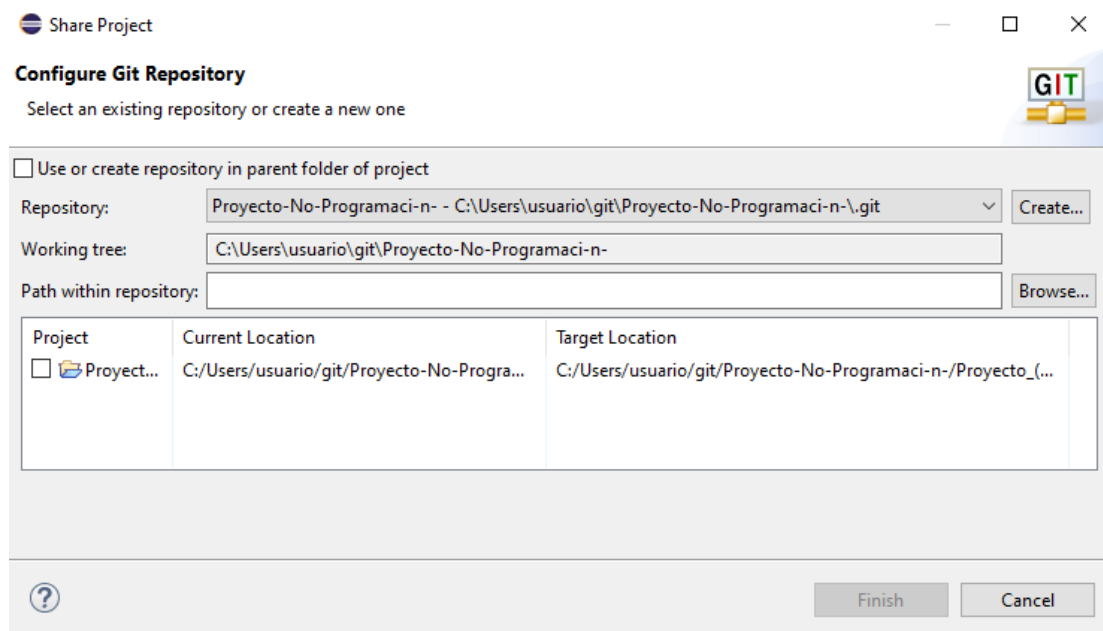 Share Project
Configure Git Repository
Select an existing repository or create a new one
GIT
Use or create repository in parent folder of project
Repository: Proyecto-No-Programaci-n- - C:\Users\usuario\git\Proyecto-No-Programaci-n-\.git Create...
Working tree: C:\Users\usuario\git\Proyecto-No-Programaci-n-
Path within repository: Browse...
Project Current Location Target Location
Proyect... C:/Users/usuario/git/Proyecto-No-Progra... C:/Users/usuario/git/Proyecto-No-Programaci-n-/Proyecto_(...
? Finish Cancel